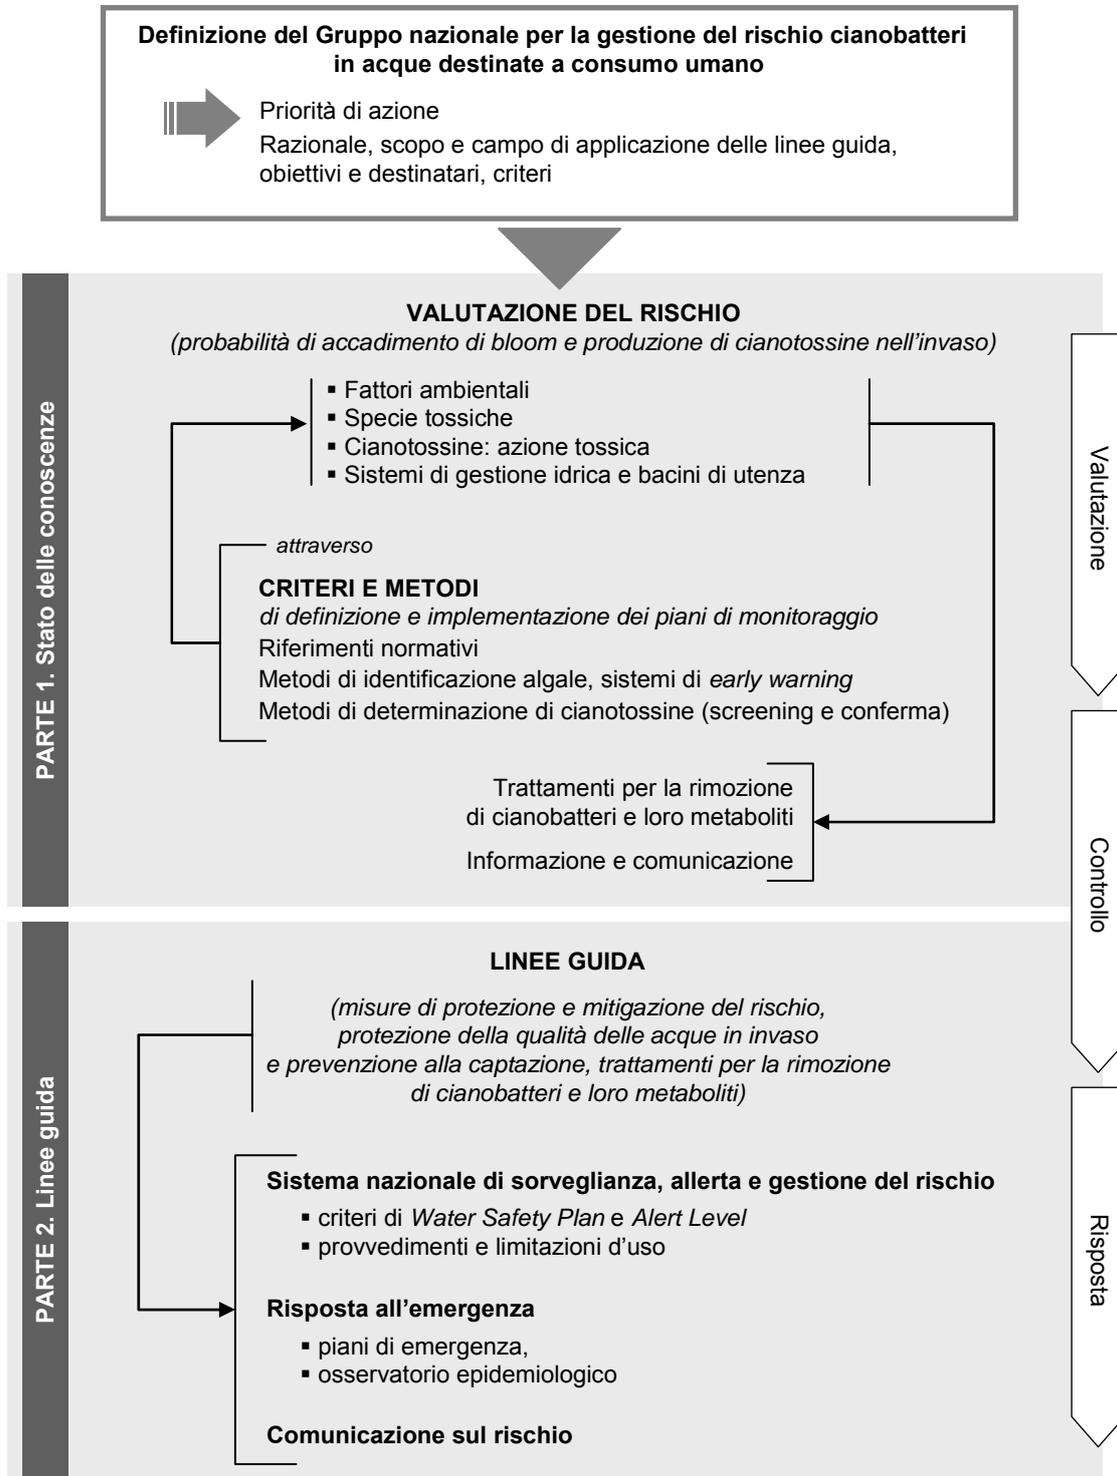 Definizione del Gruppo nazionale per la gestione del rischio cianobatteri
in acque destinate a consumo umano
Priorità di azione
Razionale, scopo e campo di applicazione delle linee guida,
obiettivi e destinatari, criteri
PARTE 1. Stato delle conoscenze
VALUTAZIONE DEL RISCHIO
(probabilità di accadimento di bloom e produzione di cianotossine nell’invaso)
▪ Fattori ambientali
▪ Specie tossiche
▪ Cianotossine: azione tossica
▪ Sistemi di gestione idrica e bacini di utenza
attraverso
CRITERI E METODI
di definizione e implementazione dei piani di monitoraggio
Riferimenti normativi
Metodi di identificazione algale, sistemi di early warning
Metodi di determinazione di cianotossine (screening e conferma)
Trattamenti per la rimozione
di cianobatteri e loro metaboliti
Informazione e comunicazione
Valutazione
Controllo
PARTE 2. Linee guida
LINEE GUIDA
(misure di protezione e mitigazione del rischio,
protezione della qualità delle acque in invaso
e prevenzione alla captazione, trattamenti per la rimozione
di cianobatteri e loro metaboliti)
Sistema nazionale di sorveglianza, allerta e gestione del rischio
▪ criteri di Water Safety Plan e Alert Level
▪ provvedimenti e limitazioni d’uso
Risposta all’emergenza
▪ piani di emergenza,
▪ osservatorio epidemiologico
Comunicazione sul rischio
Risposta